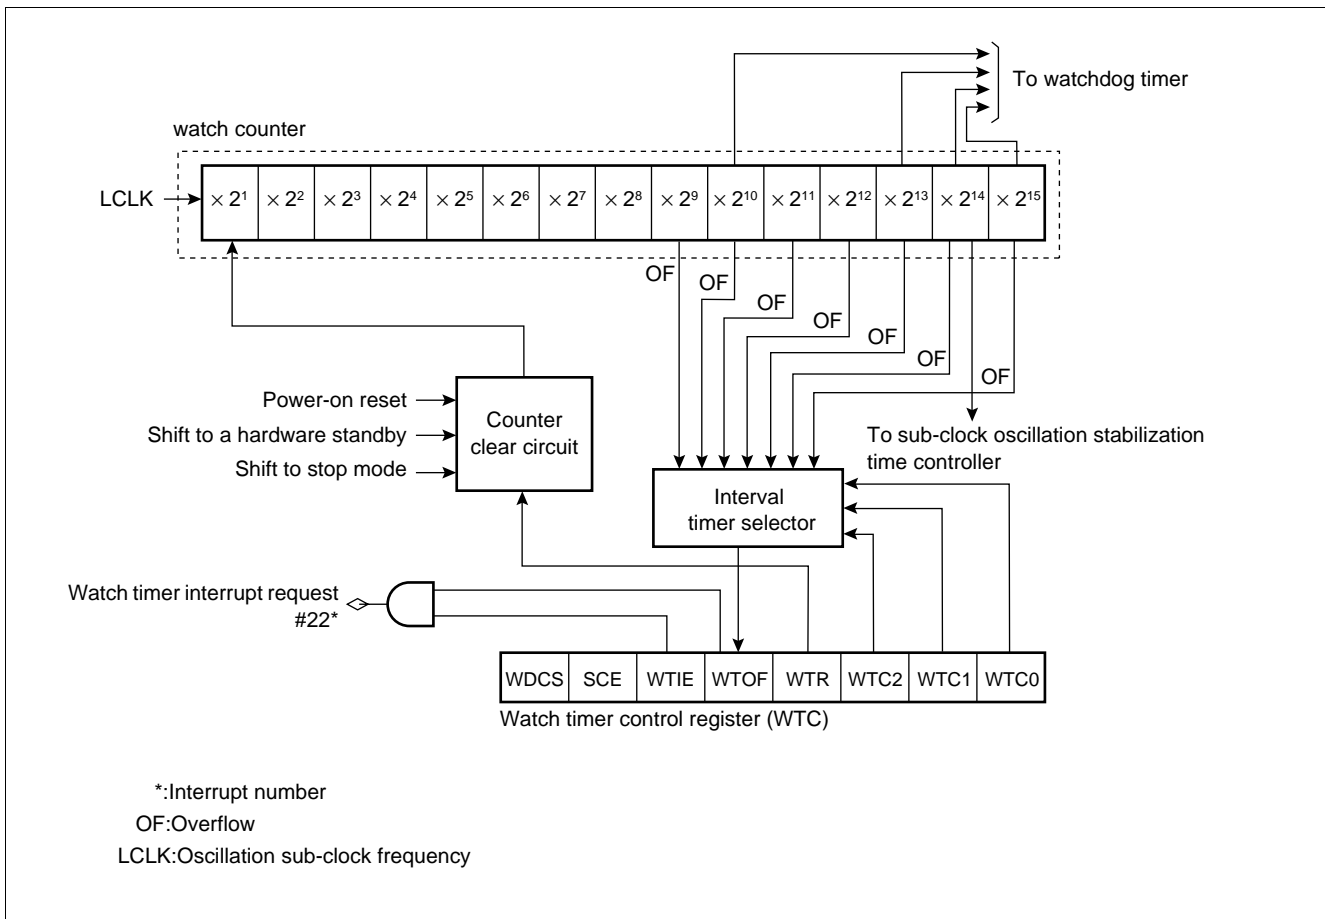 To watchdog timer
watch counter
LCLK
× 2¹ × 2² × 2³ × 2⁴ × 2⁵ × 2⁶ × 2⁷ × 2⁸ × 2⁹ × 2¹⁰ × 2¹¹ × 2¹² × 2¹³ × 2¹⁴ × 2¹⁵
OF
OF
OF
OF
OF
OF
OF
Power-on reset
Shift to a hardware standby
Shift to stop mode
Counter
clear circuit
To sub-clock oscillation stabilization
time controller
Interval
timer selector
Watch timer interrupt request
#22*
WDCS SCE WTIE WTOF WTR WTC2 WTC1 WTC0
Watch timer control register (WTC)
*:Interrupt number
OF:Overflow
LCLK:Oscillation sub-clock frequency